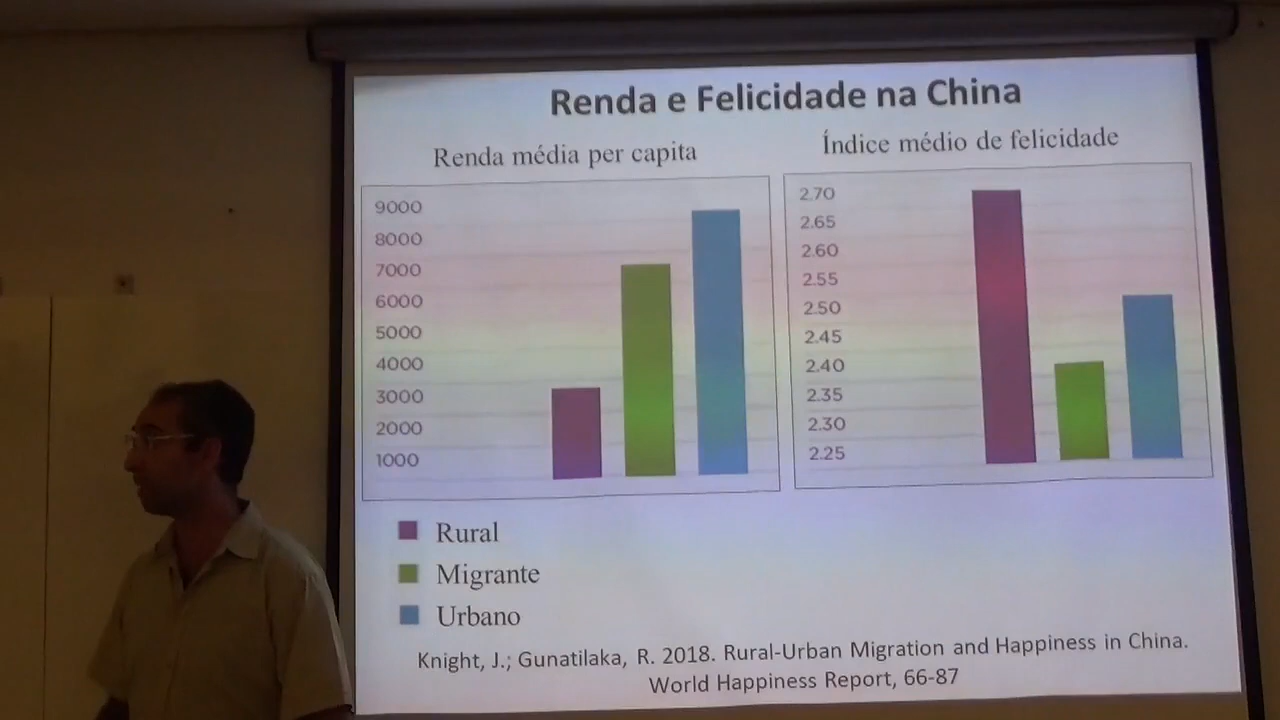 Renda e Felicidade na China
Renda média per capita
9000
8000
7000
6000
5000
4000
3000
2000
1000
Índice médio de felicidade
2.70
2.65
2.60
2.55
2.50
2.45
2.40
2.35
2.30
2.25
Rural
Migrante
Urbano
Knight, J.; Gunatilaka, R. 2018. Rural-Urban Migration and Happiness in China.
World Happiness Report, 66-87